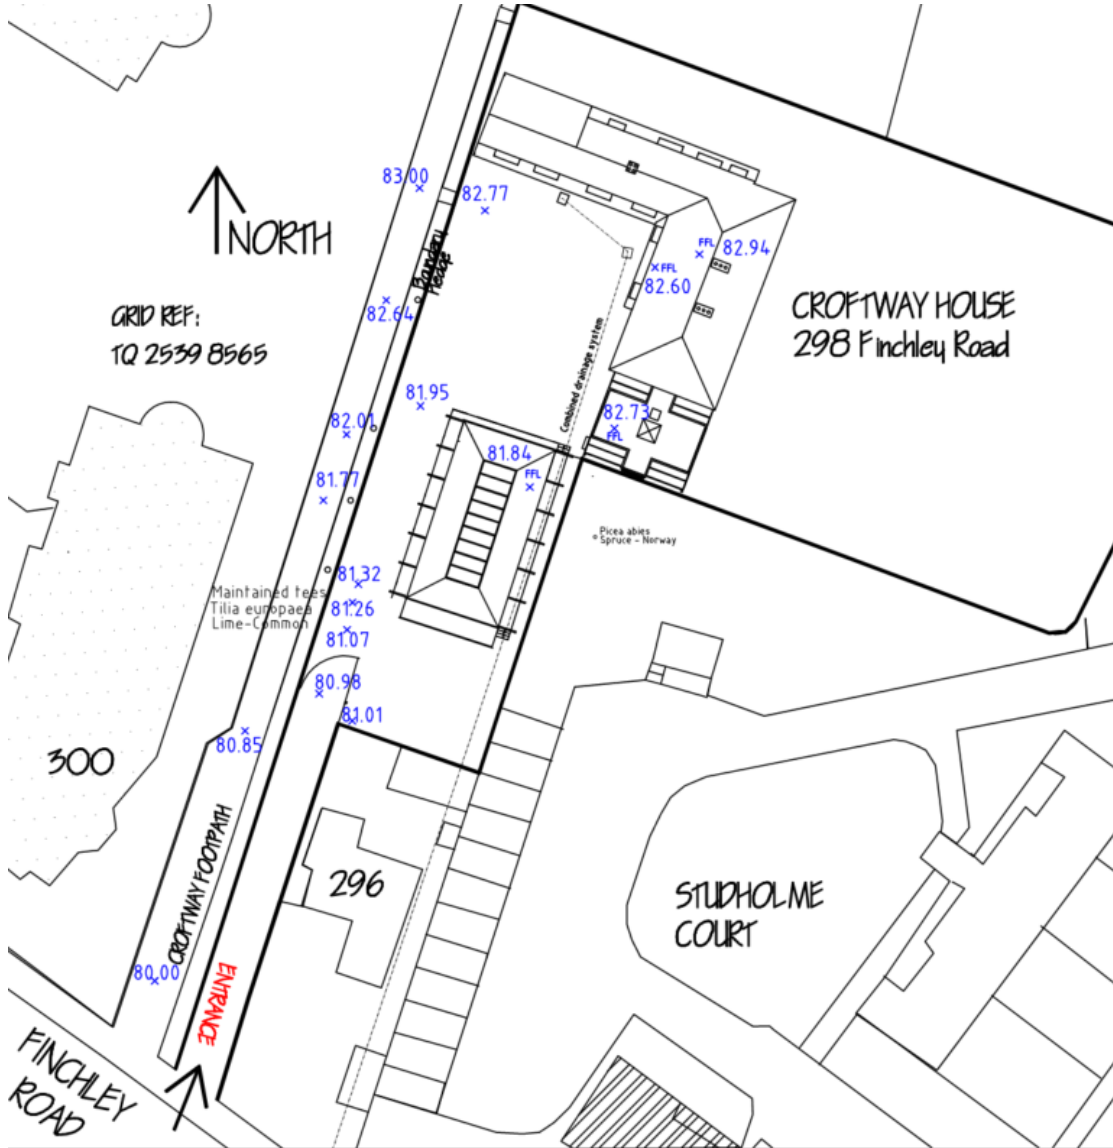 83.00
82.77
NORTH
Boundary
Hedge
FFL
82.94
FFL
82.60
82.64
GRID REF:
TQ 2539 8565
CROFTWAY HOUSE
298 Finchley Road
Combined drainage system
81.95
82.01
82.73
FFL
81.84
FFL
81.77
Picea abies
Spruce - Norway
81.32
Maintained tees
Tilia europaea
Lime-Common
81.26
81.07
80.98
81.01
80.85
300
CROFTWAY FOOTPATH
296
STUDHOLME
COURT
80.00
ENTRANCE
FINCHLEY
ROAD